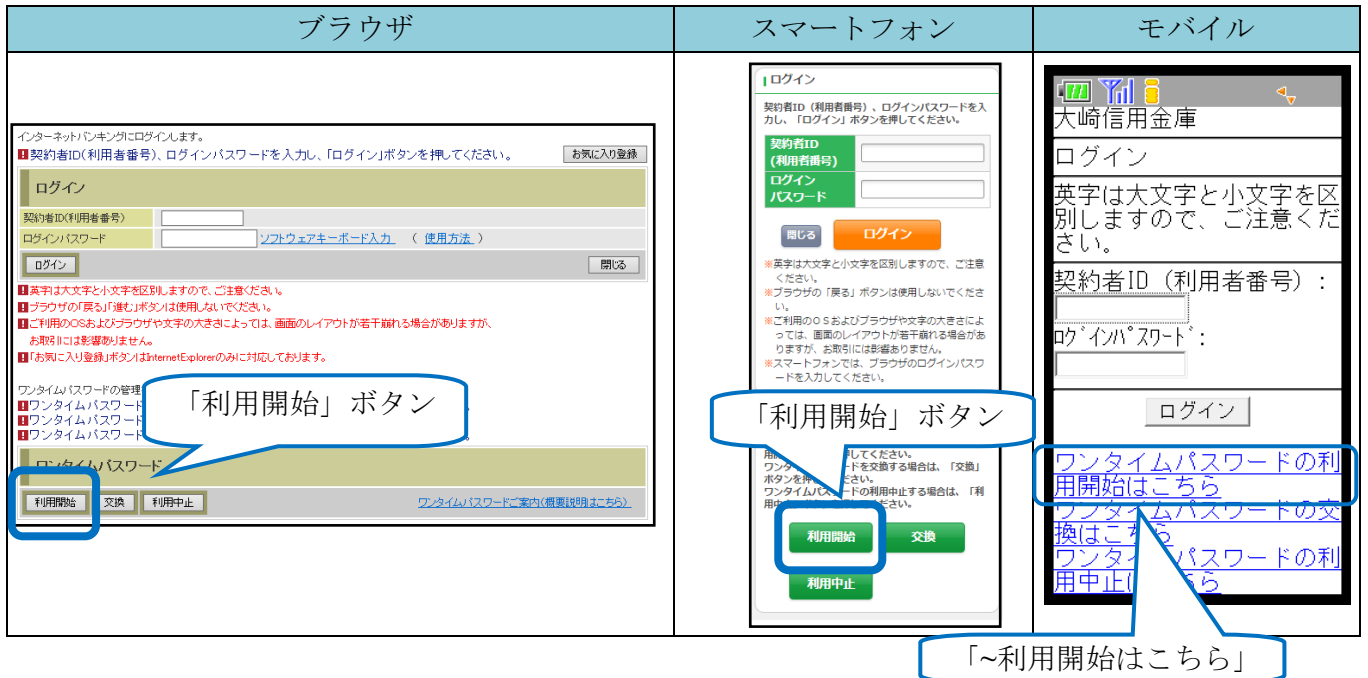 ブラウザ
インターネットバンキングにログインします。
契約者ID(利用者番号)、ログインパスワードを入力し、「ログイン」ボタンを押してください。
お気に入り登録
ログイン
契約者ID(利用者番号)
ログインパスワード
ソフトウェアキーボード入力 ( 使用方法 )
ログイン
閉じる
英字は大文字と小文字を区別しますので、ご注意ください。
ブラウザの「戻る」「進む」ボタンは使用しないでください。
ご利用のOSおよびブラウザや文字の大きさによっては、画面のレイアウトが若干崩れる場合がありますが、
お取引には影響ありません。
「お気に入り登録」ボタンはInternetExplorerのみに対応しております。
ワンタイムパスワードの管理
ワンタイムパスワード
ワンタイムパスワード
ワンタイムパスワード
「利用開始」ボタン
ワンタイムパスワード
利用開始
交換
利用中止
ワンタイムパスワードご案内(概要説明はこちら)
スマートフォン
ログイン
契約者ID(利用者番号)、ログインパスワードを入
力し、「ログイン」ボタンを押してください。
契約者ID
(利用者番号)
ログイン
パスワード
閉じる
ログイン
※英字は大文字と小文字を区別しますので、ご注意
ください。
※ブラウザの「戻る」ボタンは使用しないでくださ
い。
※ご利用のOSおよびブラウザや文字の大きさによ
っては、画面のレイアウトが若干崩れる場合があ
りますが、お取引には影響ありません。
※スマートフォンでは、ブラウザのログインパスワ
ードを入力してください。
「利用開始」ボタン
してください。
ワンタ ードを交換する場合は、「交換」
ボタンを押 ださい。
ワンタイムパスワードの利用中止する場合は、「利
用中 ださい。
利用開始
交換
利用中止
モバイル
大崎信用金庫
ログイン
英字は大文字と小文字を区
別しますので、ご注意くだ
さい。
契約者ID(利用者番号):
ﾛｸﾞｲﾝﾊﾟｽﾜｰﾄﾞ:
ログイン
ワンタイムパスワードの利
用開始はこちら
ワンタイムパスワードの交
換はこちら
ワンタイムパスワードの利
用中止はこちら
「~利用開始はこちら」